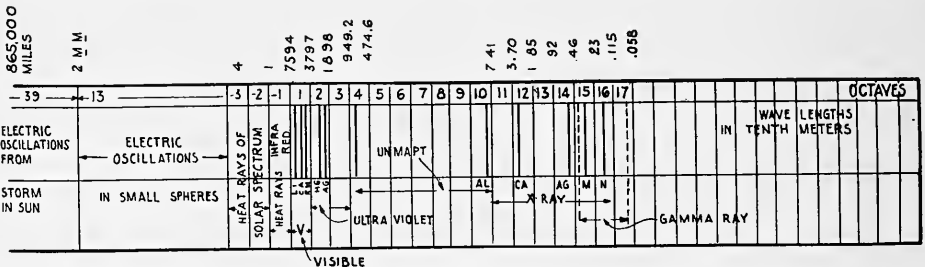 865,000 MILES 2 MM 4 1 7594 3797 1898 949.2 474.6 7.41 3.70 1 85 92 .46 23 .115 .058
39 13 -3 -2 -1 1 2 3 4 5 6 7 8 9 10 11 12 13 14 15 16 17 OCTAVES
ELECTRIC OSCILLATIONS FROM
STORM IN SUN
ELECTRIC OSCILLATIONS
IN SMALL SPHERES
HEAT RAYS OF
SOLAR SPECTRUM
HEAT RAYS INFRA RED
HG AG
UNMAPT
WAVE LENGTHS
IN TENTH METERS
AL CA AG M N
X RAY
ULTRA VIOLET
GAMMA RAY
V
VISIBLE